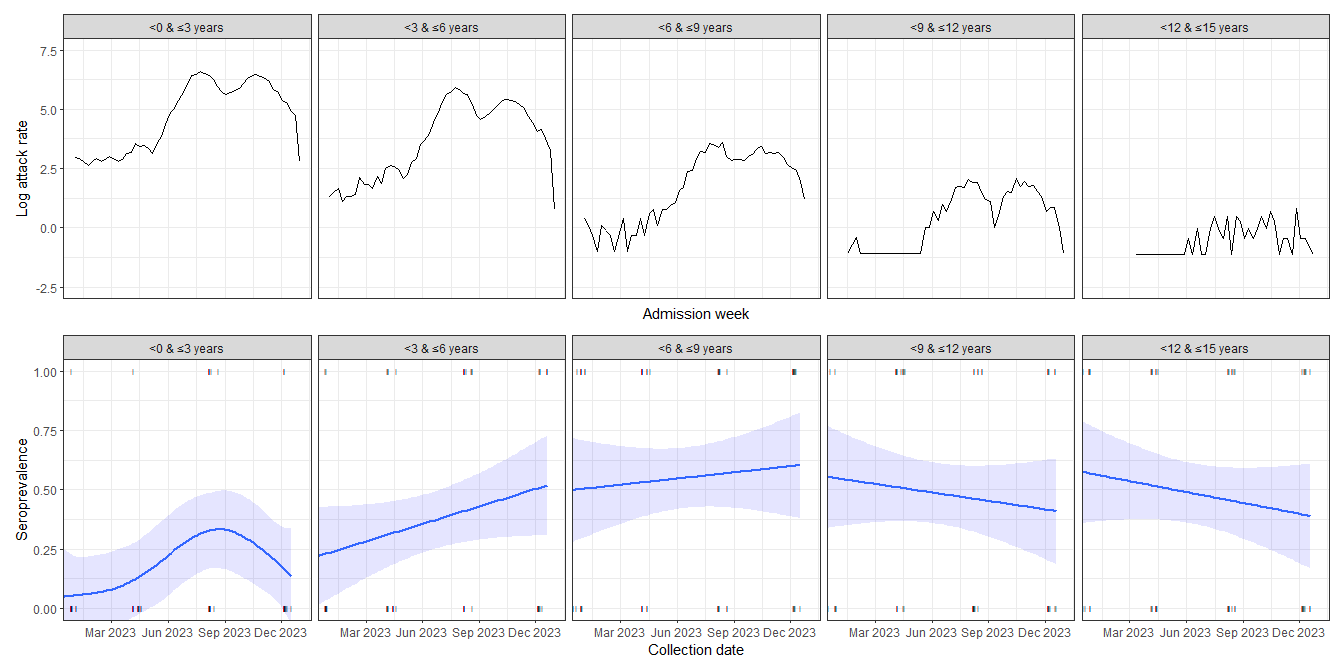 <0 & ≤3 years <3 & ≤6 years <6 & ≤9 years <9 & ≤12 years <12 & ≤15 years
7.5
5.0
2.5
0.0
-2.5
Log attack rate
Admission week
<0 & ≤3 years <3 & ≤6 years <6 & ≤9 years <9 & ≤12 years <12 & ≤15 years
1.00
0.75
0.50
0.25
0.00
Seroprevalence
Mar 2023 Jun 2023 Sep 2023 Dec 2023 Mar 2023 Jun 2023 Sep 2023 Dec 2023 Mar 2023 Jun 2023 Sep 2023 Dec 2023 Mar 2023 Jun 2023 Sep 2023 Dec 2023 Mar 2023 Jun 2023 Sep 2023 Dec 2023
Collection date